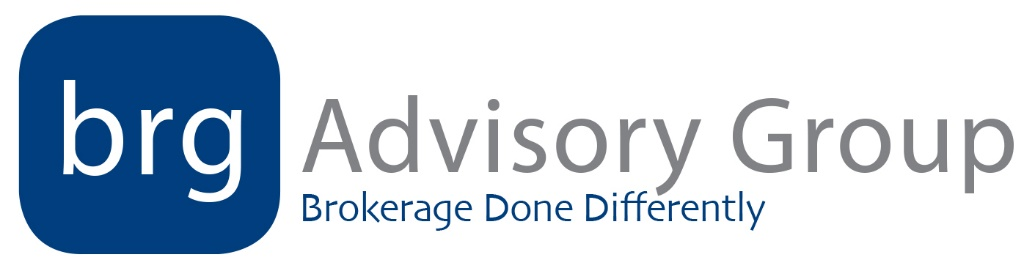 brg Advisory Group
Brokerage Done Differently